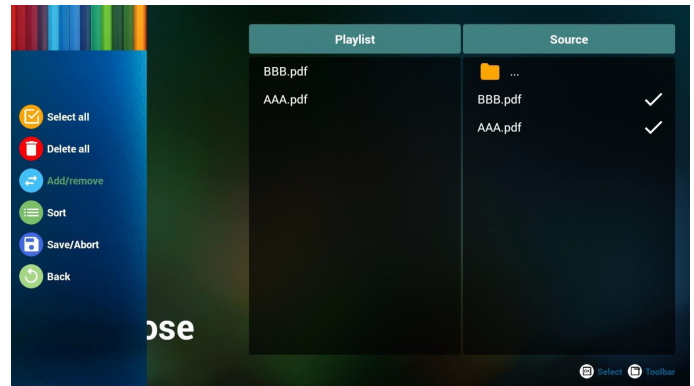 Playlist
Source
BBB.pdf
...
AAA.pdf
BBB.pdf
AAA.pdf
Select all
Delete all
Add/remove
Sort
Save/Abort
Back
ose
OK Select Toolbar